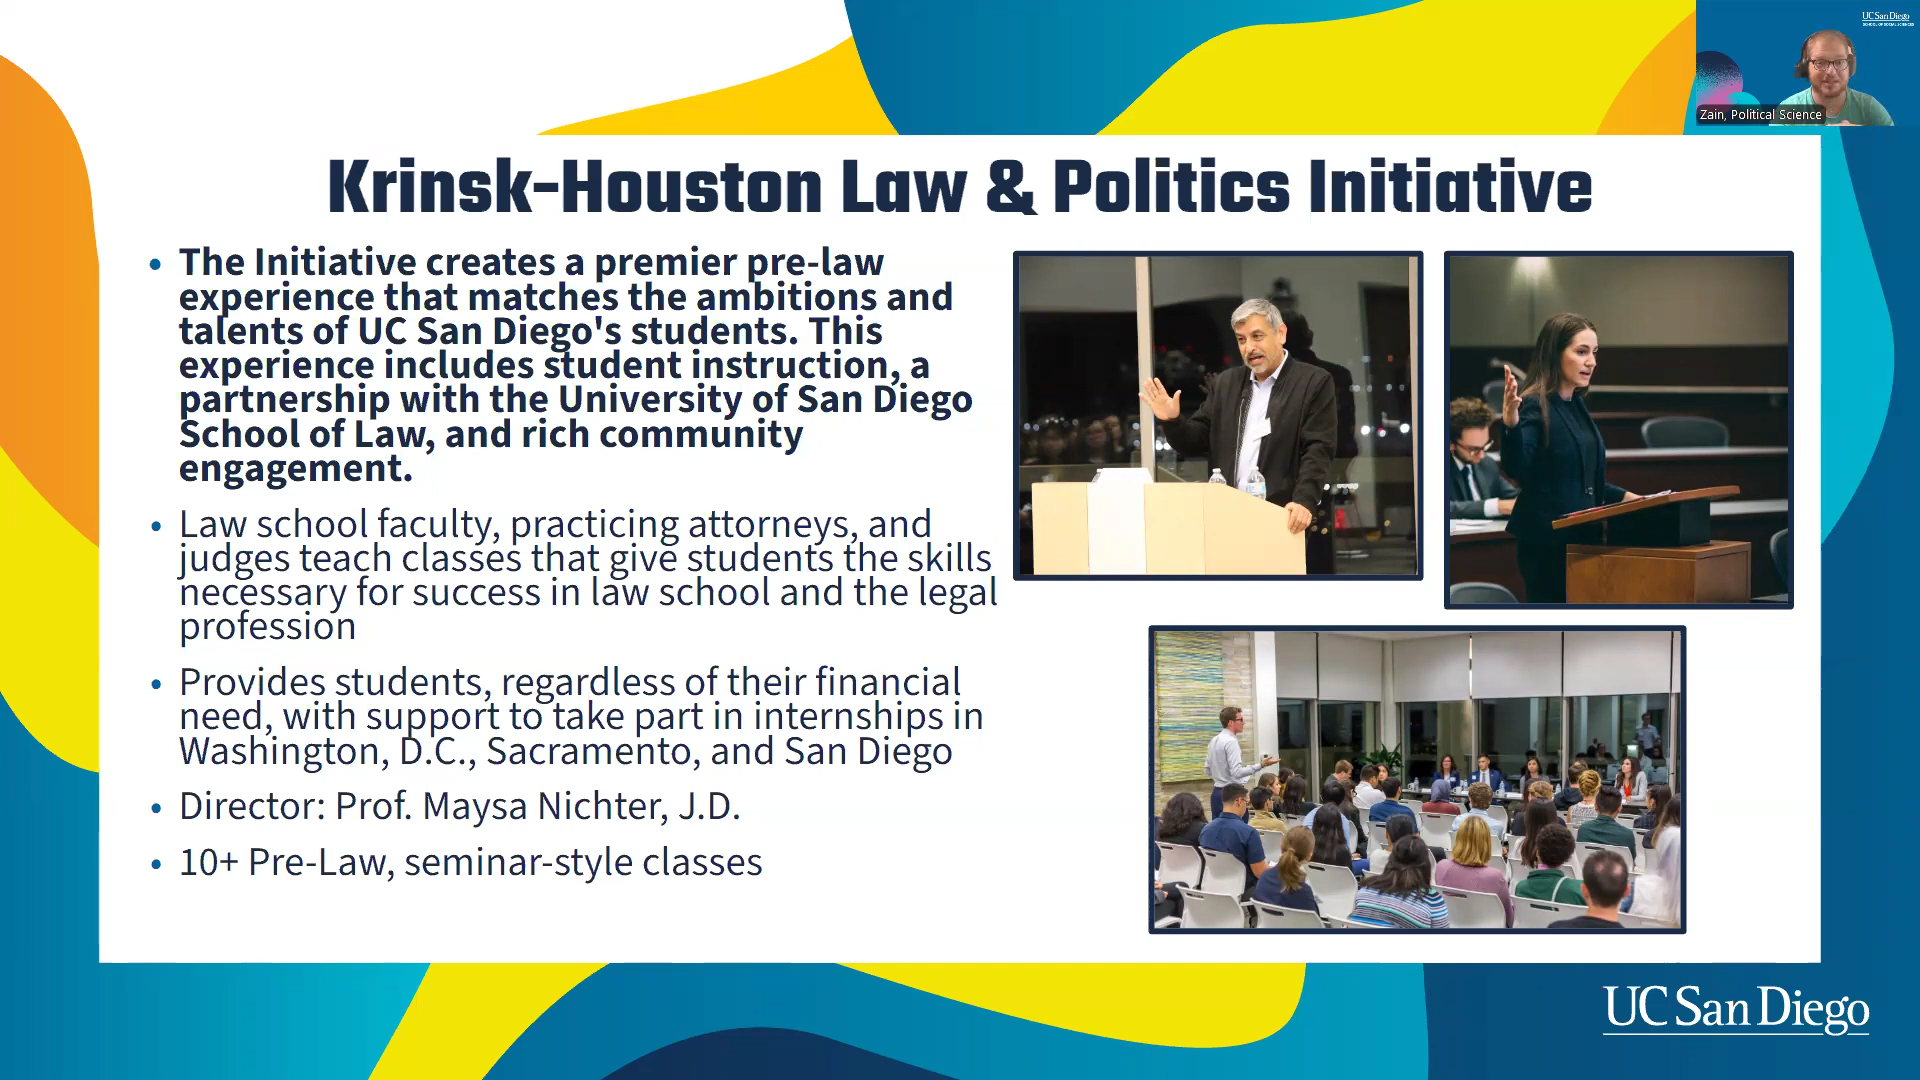 UC San Diego
SCHOOL OF SOCIAL SCIENCES
Zain, Political Science
Krinsk-Houston Law & Politics Initiative
• The Initiative creates a premier pre-law
experience that matches the ambitions and
talents of UC San Diego's students. This
experience includes student instruction, a
partnership with the University of San Diego
School of Law, and rich community
engagement.
• Law school faculty, practicing attorneys, and
judges teach classes that give students the skills
necessary for success in law school and the legal
profession
• Provides students, regardless of their financial
need, with support to take part in internships in
Washington, D.C., Sacramento, and San Diego
• Director: Prof. Maysa Nichter, J.D.
• 10+ Pre-Law, seminar-style classes
UC San Diego